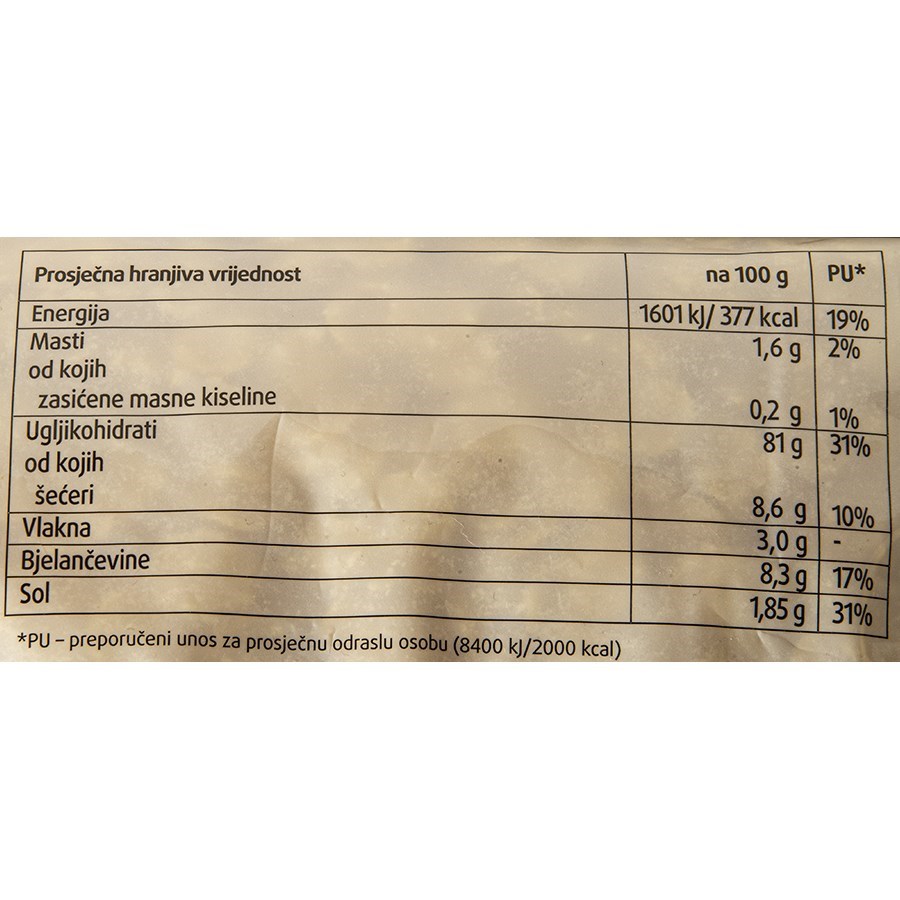 Prosječna hranjiva vrijednost na 100 g PU*
Energija 1601 kJ/ 377 kcal 19%
Masti 1,6 g 2%
od kojih
zasićene masne kiseline 0,2 g 1%
Ugljikohidrati 81 g 31%
od kojih
šećeri 8,6 g 10%
Vlakna 3,0 g -
Bjelančevine 8,3 g 17%
Sol 1,85 g 31%
*PU – preporučeni unos za prosječnu odraslu osobu (8400 kJ/2000 kcal)